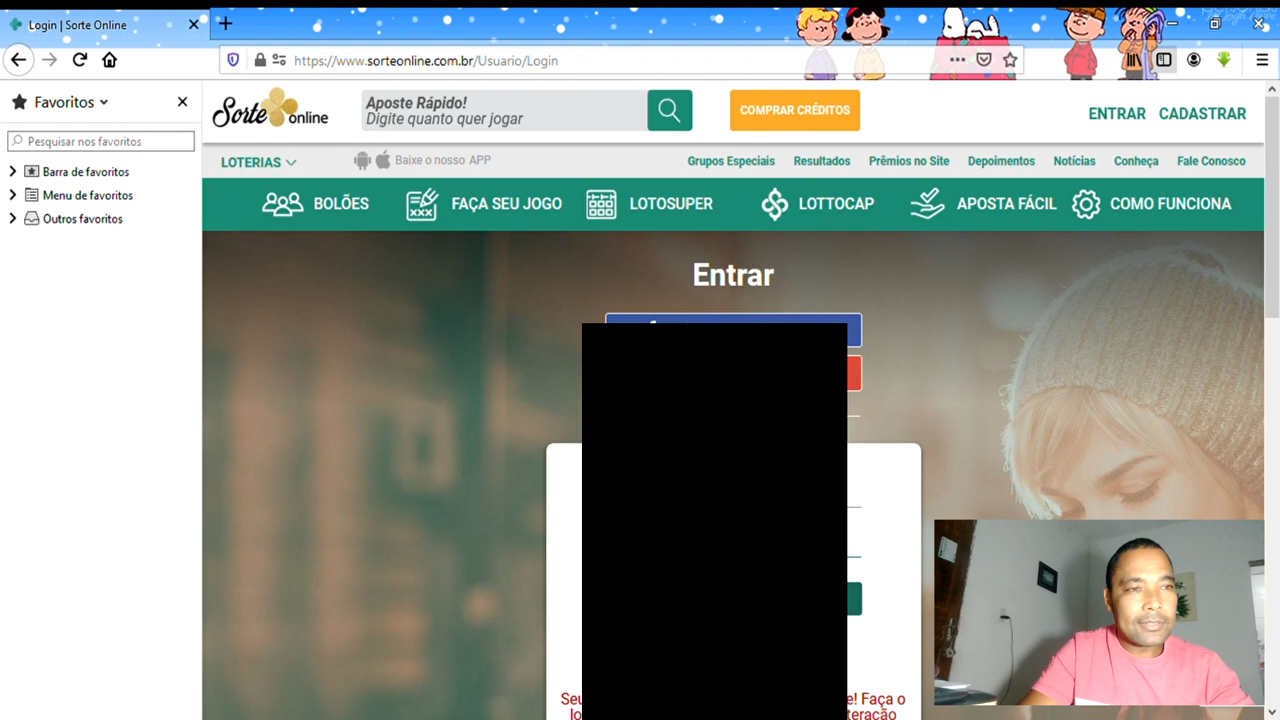 Login | Sorte Online
https://www.sorteonline.com.br/Usuario/Login
Favoritos
Pesquisar nos favoritos
Barra de favoritos
Menu de favoritos
Outros favoritos
Sorte online
Aposte Rápido!
Digite quanto quer jogar
COMPRAR CRÉDITOS
ENTRAR CADASTRAR
LOTERIAS
Baixe o nosso APP
Grupos Especiais Resultados Prêmios no Site Depoimentos Notícias Conheça Fale Conosco
BOLÕES FAÇA SEU JOGO LOTOSUPER LOTTOCAP APOSTA FÁCIL COMO FUNCIONA
Entrar
! Faça o